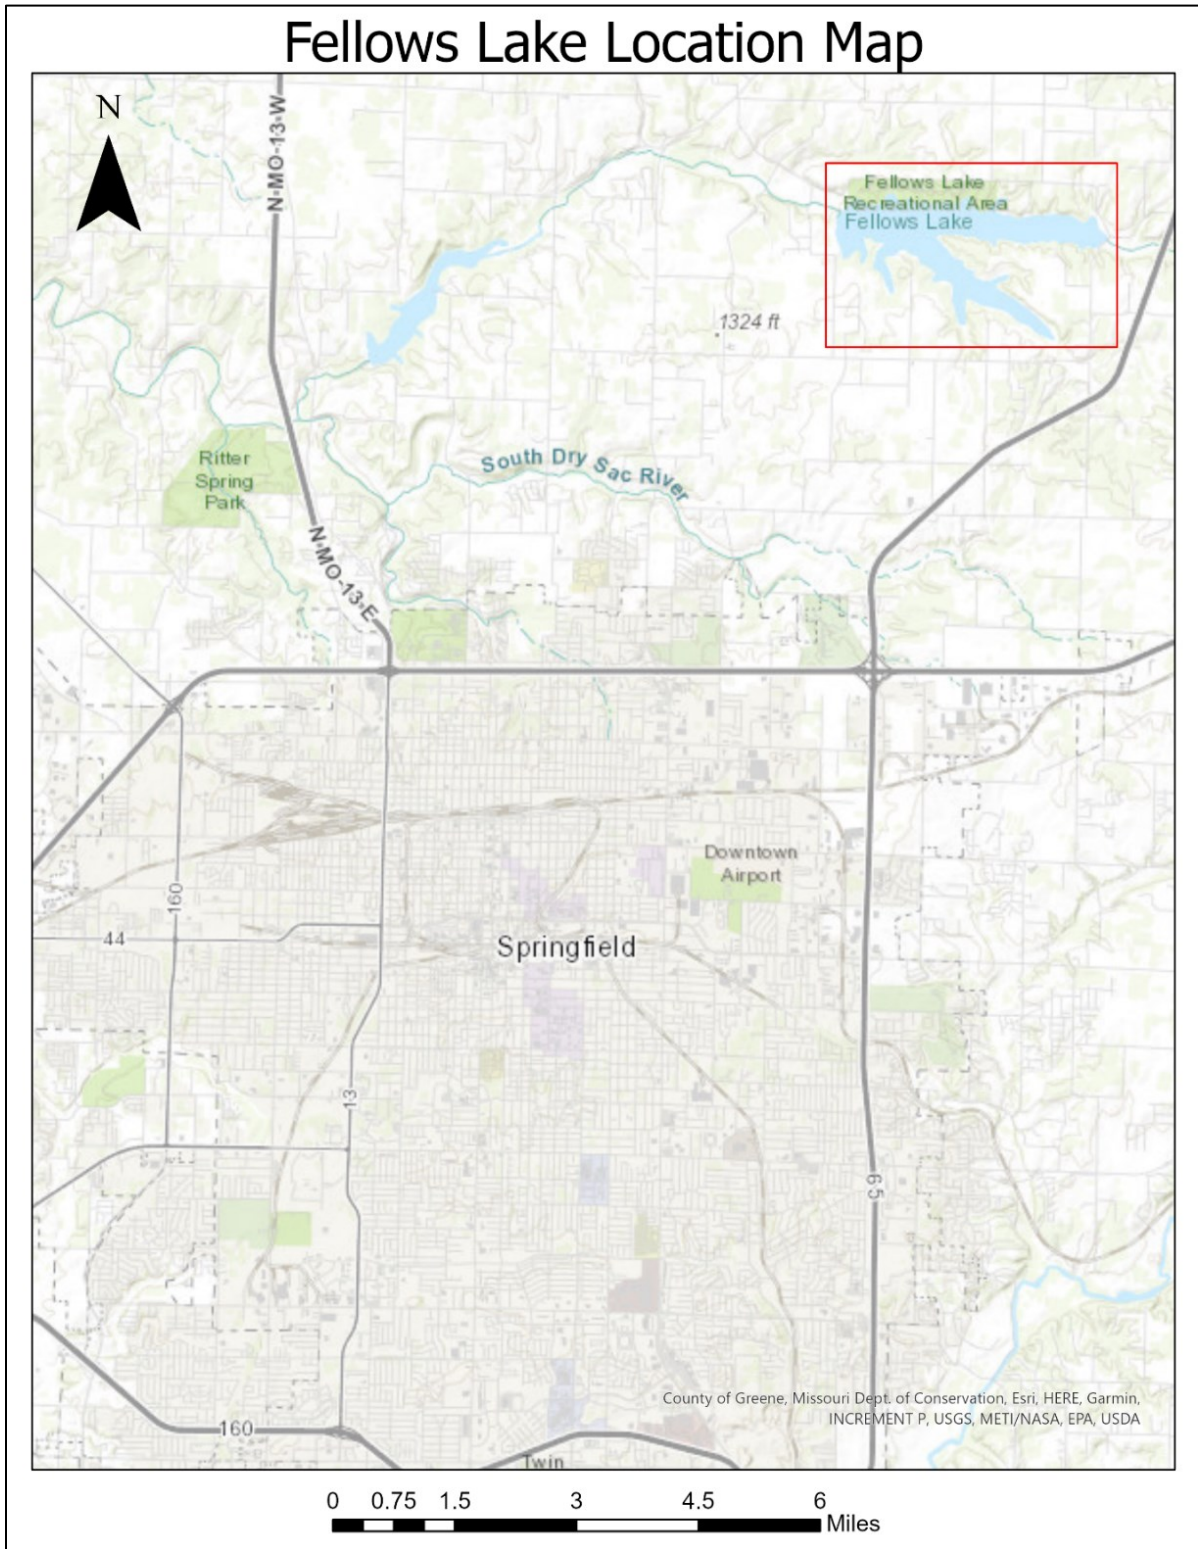 Fellows Lake Location Map
N
N-MO-13-W
Fellows Lake
Recreational Area
Fellows Lake
1324 ft
South Dry Sac River
Ritter
Spring
Park
N-MO-13-E
Downtown
Airport
160
44
Springfield
13
65
County of Greene, Missouri Dept. of Conservation, Esri, HERE, Garmin,
INCREMENT P, USGS, METI/NASA, EPA, USDA
160
Twin
0 0.75 1.5 3 4.5 6
Miles